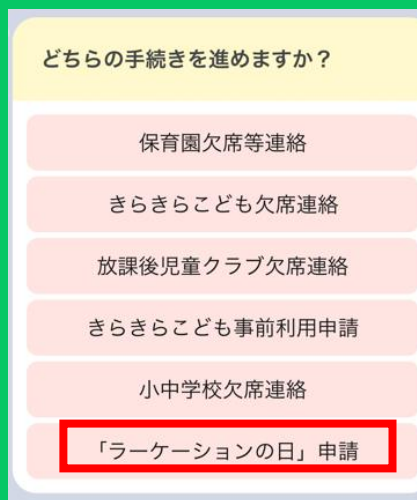 どちらの手続きを進めますか？
保育園欠席等連絡
きらきらこども欠席連絡
放課後児童クラブ欠席連絡
きらきらこども事前利用申請
小中学校欠席連絡
「ラーケーションの日」申請